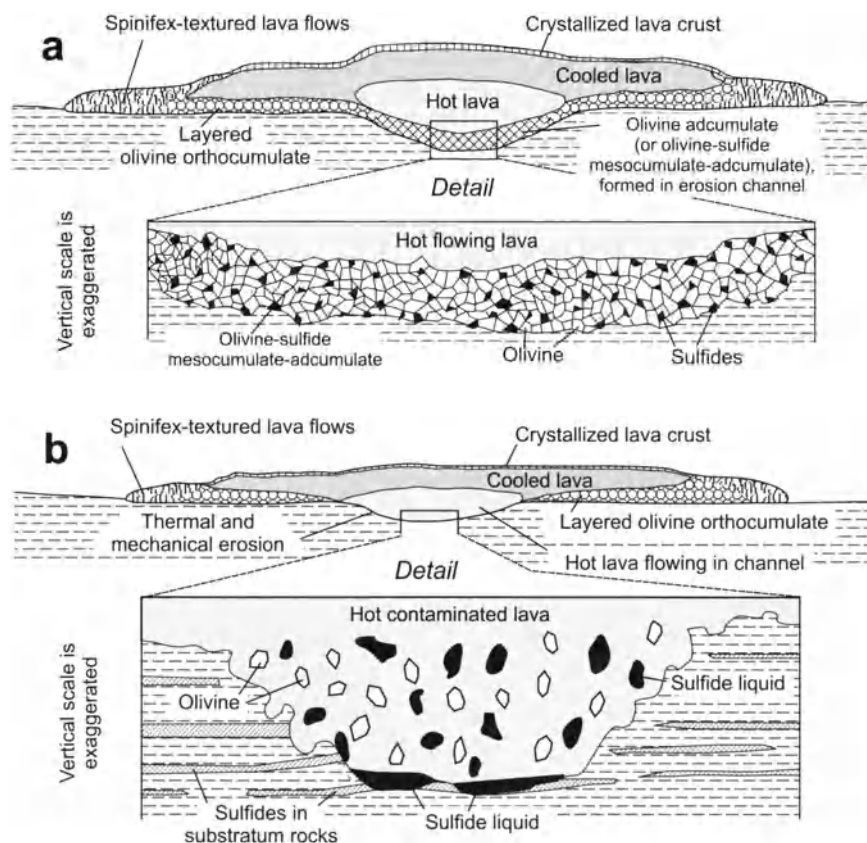 a
Spinifex-textured lava flows
Crystallized lava crust
Cooled lava
Hot lava
Layered
olivine orthocumulate
Olivine adcumulate
(or olivine-sulfide
mesocumulate-adcumulate),
formed in erosion channel
Detail
Vertical scale is
exaggerated
Hot flowing lava
Olivine-sulfide
mesocumulate-adcumulate
Olivine
Sulfides
b
Spinifex-textured lava flows
Crystallized lava crust
Cooled lava
Thermal and
mechanical erosion
Layered olivine orthocumulate
Hot lava flowing in channel
Detail
Vertical scale is
exaggerated
Hot contaminated lava
Olivine
Sulfide liquid
Sulfides in
substratum rocks
Sulfide liquid